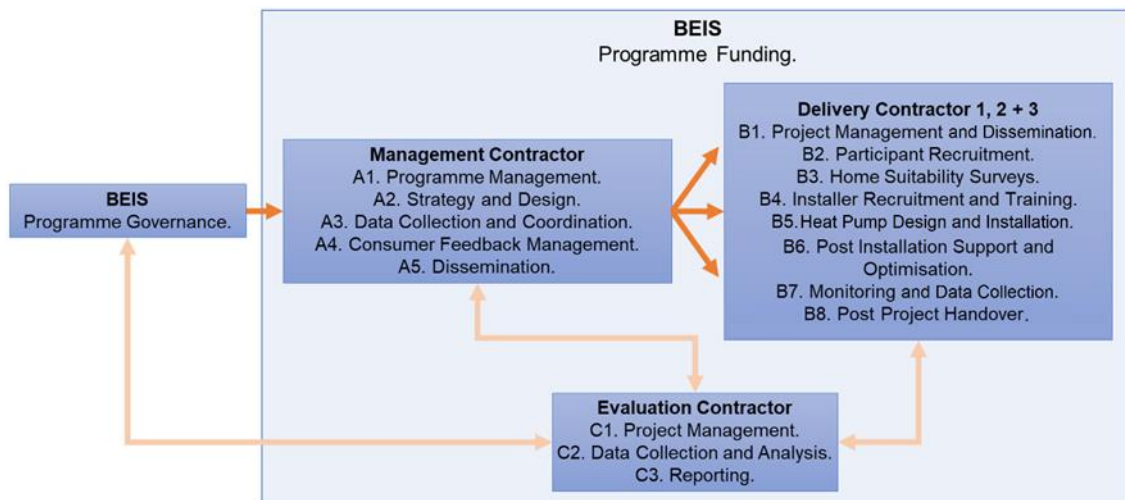 BEIS
Programme Funding.
BEIS
Programme Governance.
Management Contractor
A1. Programme Management.
A2. Strategy and Design.
A3. Data Collection and Coordination.
A4. Consumer Feedback Management.
A5. Dissemination.
Delivery Contractor 1, 2 + 3
B1. Project Management and Dissemination.
B2. Participant Recruitment.
B3. Home Suitability Surveys.
B4. Installer Recruitment and Training.
B5. Heat Pump Design and Installation.
B6. Post Installation Support and
Optimisation.
B7. Monitoring and Data Collection.
B8. Post Project Handover.
Evaluation Contractor
C1. Project Management.
C2. Data Collection and Analysis.
C3. Reporting.